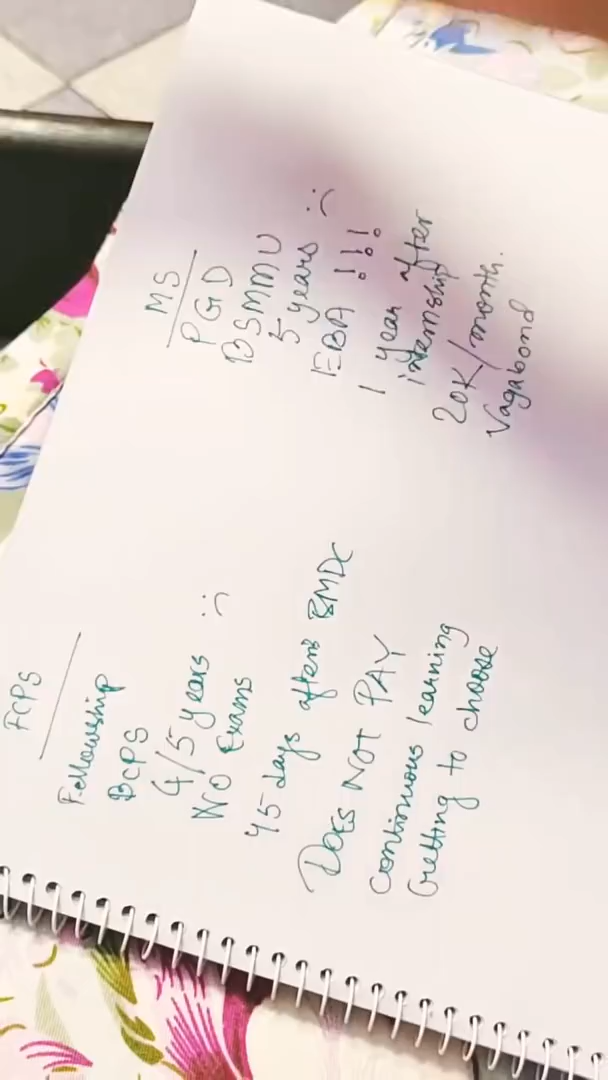 FCPS
Fellowship
BCPS
4/5 years :(
NO Exams
45 days after BMDC
DOES NOT PAY
Continuous learning
Getting to choose
MS
PGD
BSMMU
5 years :(
EBA !!!
1 year after
internship
20K/month.
Vagabond